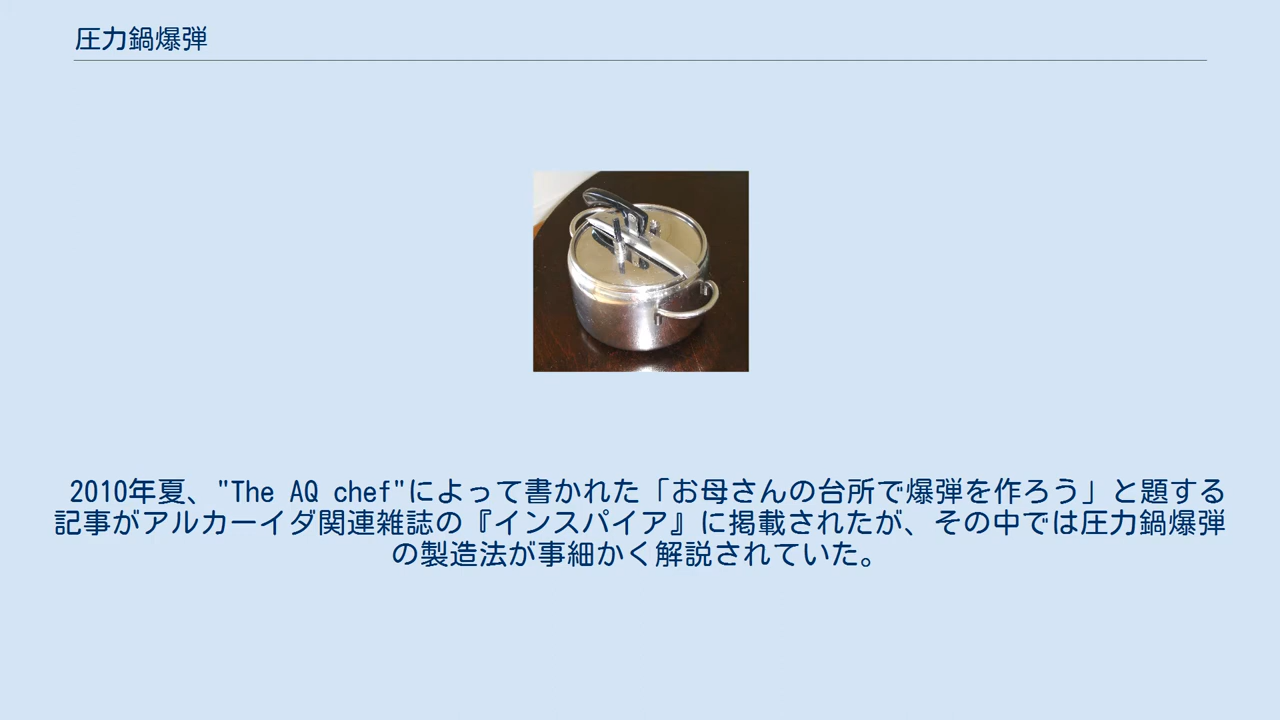 圧力鍋爆弾
2010年夏、"The AQ chef"によって書かれた「お母さんの台所で爆弾を作ろう」と題する
記事がアルカーイダ関連雑誌の『インスパイア』に掲載されたが、その中では圧力鍋爆弾
の製造法が事細かく解説されていた。